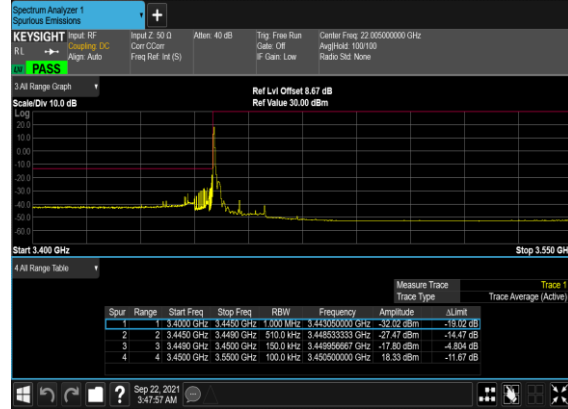 Spectrum Analyzer 1
Spurious Emissions
+
KEYSIGHT Input: RF Input Z: 50 Ω Atten: 40 dB Trig: Free Run Center Freq: 22.005000000 GHz
RL Coupling: DC Corr CCorr Gate: Off Avg|Hold: 100/100
Align: Auto Freq Ref: Int (S) IF Gain: Low Radio Std: None
PASS
3 All Range Graph
Ref Lvl Offset 8.67 dB
Scale/Div 10.0 dB Ref Value 30.00 dBm
Log
20.0
10.0
0.00
-10.0
-20.0
-30.0
-40.0
-50.0
-60.0
Start 3.400 GHz Stop 3.550 GH
4 All Range Table
Measure Trace Trace 1
Trace Type Trace Average (Active)
Spur Range Start Freq Stop Freq RBW Frequency Amplitude ΔLimit
1 1 3.4000 GHz 3.4450 GHz 1.000 MHz 3.443050000 GHz -32.02 dBm -19.02 dB
2 2 3.4450 GHz 3.4490 GHz 510.0 kHz 3.448533333 GHz -27.47 dBm -14.47 dB
3 3 3.4490 GHz 3.4500 GHz 150.0 kHz 3.449956667 GHz -17.80 dBm -4.804 dB
4 4 3.4500 GHz 3.5500 GHz 100.0 kHz 3.450500000 GHz 18.33 dBm -11.67 dB
? Sep 22, 2021
3:47:57 AM